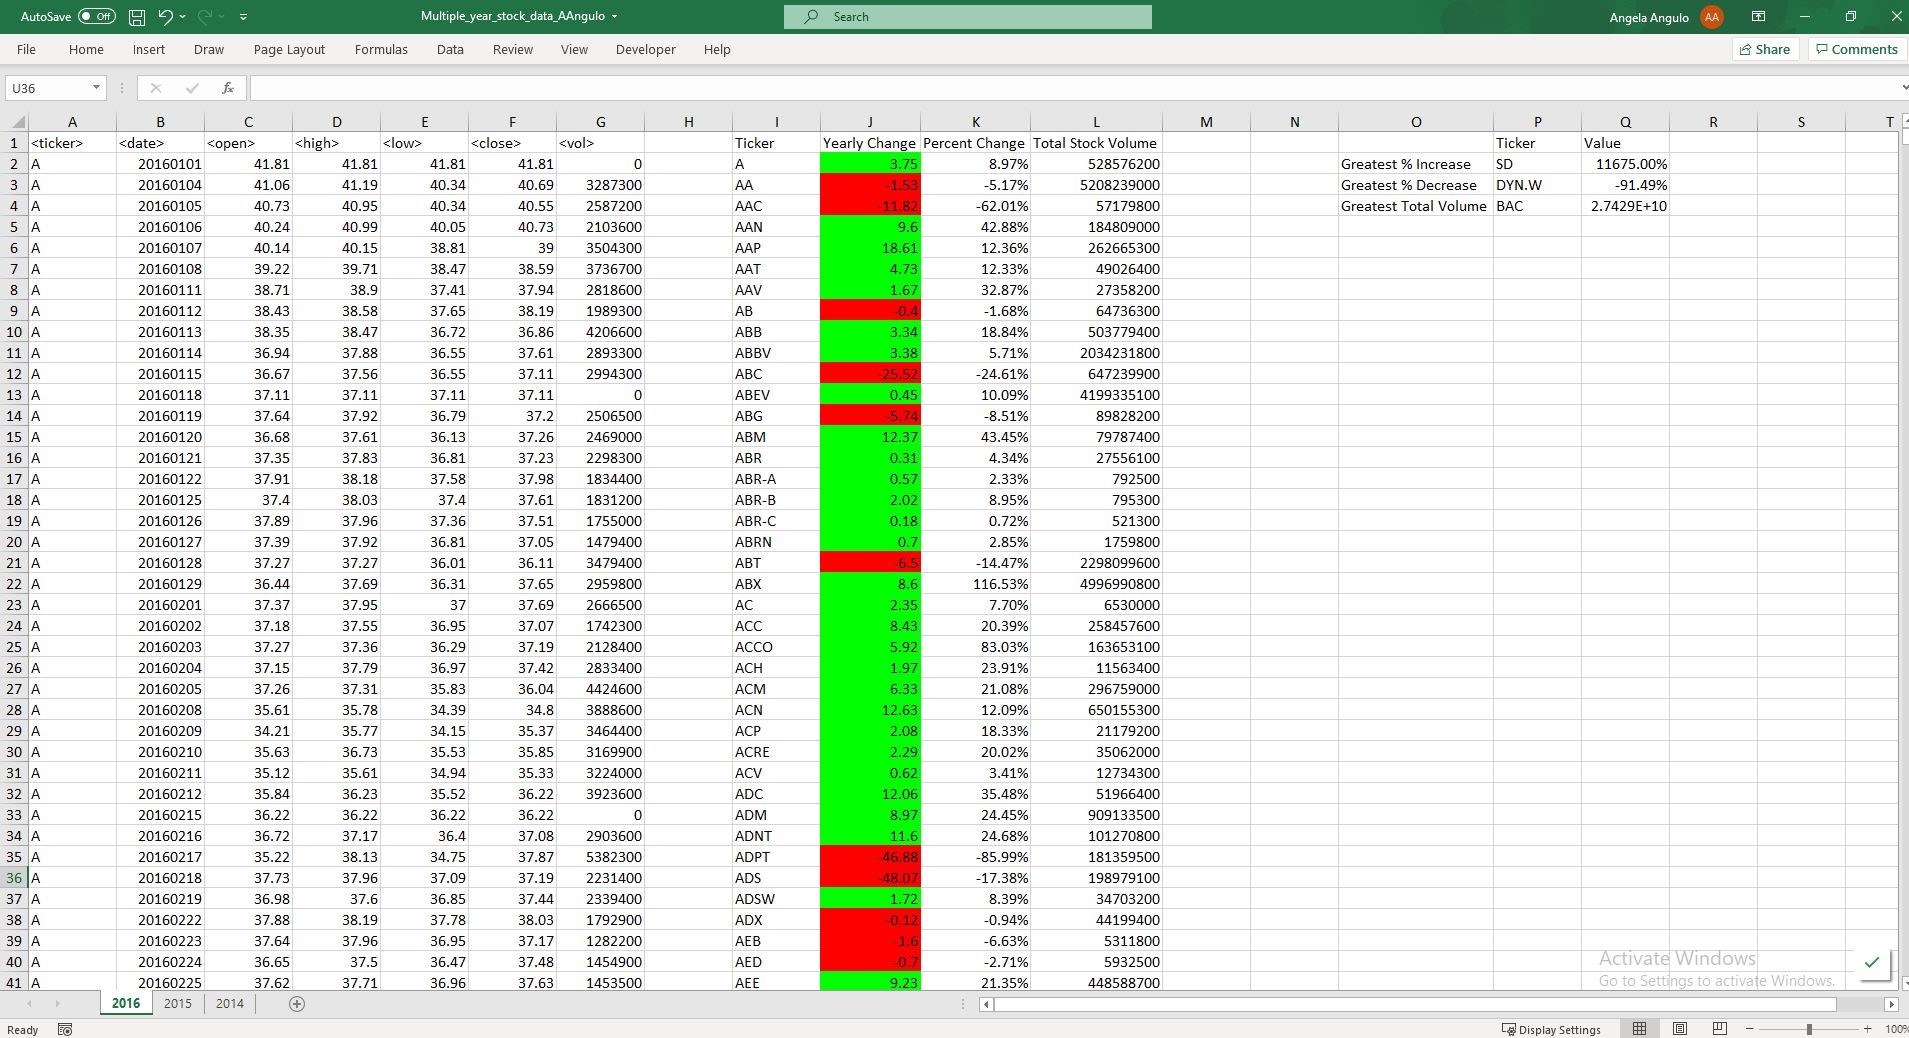 AutoSave Off Multiple_year_stock_data_AAngulo Search Angela Angulo AA
File Home Insert Draw Page Layout Formulas Data Review View Developer Help Share Comments
U36 fx
A B C D E F G H I J K L M N O P Q R S T
1 <ticker> <date> <open> <high> <low> <close> <vol> Ticker Yearly Change Percent Change Total Stock Volume Ticker Value
2 A 20160101 41.81 41.81 41.81 41.81 0 A 3.75 8.97% 528576200 Greatest % Increase SD 11675.00%
3 A 20160104 41.06 41.19 40.34 40.69 3287300 AA -1.53 -5.17% 5208239000 Greatest % Decrease DYN.W -91.49%
4 A 20160105 40.73 40.95 40.34 40.55 2587200 AAC -11.82 -62.01% 57179800 Greatest Total Volume BAC 2.7429E+10
5 A 20160106 40.24 40.99 40.05 40.73 2103600 AAN 9.6 42.88% 184809000
6 A 20160107 40.14 40.15 38.81 39 3504300 AAP 18.61 12.36% 262665300
7 A 20160108 39.22 39.71 38.47 38.59 3736700 AAT 4.73 12.33% 49026400
8 A 20160111 38.71 38.9 37.41 37.94 2818600 AAV 1.67 32.87% 27358200
9 A 20160112 38.43 38.58 37.65 38.19 1989300 AB -0.4 -1.68% 64736300
10 A 20160113 38.35 38.47 36.72 36.86 4206600 ABB 3.34 18.84% 503779400
11 A 20160114 36.94 37.88 36.55 37.61 2893300 ABBV 3.38 5.71% 2034231800
12 A 20160115 36.67 37.56 36.55 37.11 2994300 ABC -25.52 -24.61% 647239900
13 A 20160118 37.11 37.11 37.11 37.11 0 ABEV 0.45 10.09% 4199335100
14 A 20160119 37.64 37.92 36.79 37.2 2506500 ABG -5.74 -8.51% 89828200
15 A 20160120 36.68 37.61 36.13 37.26 2469000 ABM 12.37 43.45% 79787400
16 A 20160121 37.35 37.83 36.81 37.23 2298300 ABR 0.31 4.34% 27556100
17 A 20160122 37.91 38.18 37.58 37.98 1834400 ABR-A 0.57 2.33% 792500
18 A 20160125 37.4 38.03 37.4 37.61 1831200 ABR-B 2.02 8.95% 795300
19 A 20160126 37.89 37.96 37.36 37.51 1755000 ABR-C 0.18 0.72% 521300
20 A 20160127 37.39 37.92 36.81 37.05 1479400 ABRN 0.7 2.85% 1759800
21 A 20160128 37.27 37.27 36.01 36.11 3479400 ABT -6.5 -14.47% 2298099600
22 A 20160129 36.44 37.69 36.31 37.65 2959800 ABX 8.6 116.53% 4996990800
23 A 20160201 37.37 37.95 37 37.69 2666500 AC 2.35 7.70% 6530000
24 A 20160202 37.18 37.55 36.95 37.07 1742300 ACC 8.43 20.39% 258457600
25 A 20160203 37.27 37.36 36.29 37.19 2128400 ACCO 5.92 83.03% 163653100
26 A 20160204 37.15 37.79 36.97 37.42 2833400 ACH 1.97 23.91% 11563400
27 A 20160205 37.26 37.31 35.83 36.04 4424600 ACM 6.33 21.08% 296759000
28 A 20160208 35.61 35.78 34.39 34.8 3888600 ACN 12.63 12.09% 650155300
29 A 20160209 34.21 35.77 34.15 35.37 3464400 ACP 2.08 18.33% 21179200
30 A 20160210 35.63 36.73 35.53 35.85 3169900 ACRE 2.29 20.02% 35062000
31 A 20160211 35.12 35.61 34.94 35.33 3224000 ACV 0.62 3.41% 12734300
32 A 20160212 35.84 36.23 35.52 36.22 3923600 ADC 12.06 35.48% 51966400
33 A 20160215 36.22 36.22 36.22 36.22 0 ADM 8.97 24.45% 909133500
34 A 20160216 36.72 37.17 36.4 37.08 2903600 ADNT 11.6 24.68% 101270800
35 A 20160217 35.22 38.13 34.75 37.87 5382300 ADPT -46.88 -85.99% 181359500
36 A 20160218 37.73 37.96 37.09 37.19 2231400 ADS -48.07 -17.38% 198979100
37 A 20160219 36.98 37.6 36.85 37.44 2339400 ADSW 1.72 8.39% 34703200
38 A 20160222 37.88 38.19 37.78 38.03 1792900 ADX -0.12 -0.94% 44199400
39 A 20160223 37.64 37.96 36.95 37.17 1282200 AEB -1.6 -6.63% 5311800
40 A 20160224 36.65 37.5 36.47 37.48 1454900 AED -0.7 -2.71% 5932500
41 A 20160225 37.62 37.71 36.96 37.63 1453500 AEE 9.23 21.35% 448588700
Activate Windows
Go to Settings to activate Windows.
2016 2015 2014
Ready Display Settings 100%